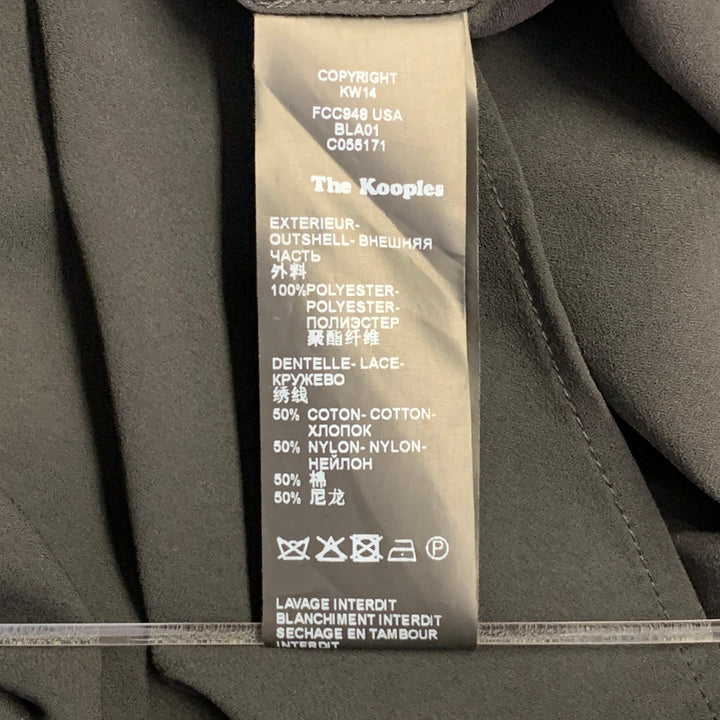 COPYRIGHT
KW14
FCC948 USA
BLA01
C055171
The Kooples
EXTERIEUR-
OUTSHELL- ВНЕШНЯЯ
ЧАСТЬ
外料
100%POLYESTER-
POLYESTER-
ПОЛИЭСТЕР
聚酯纤维
DENTELLE- LACE-
КРУЖЕВО
绣线
50% COTON- COTTON-
ХЛОПОК
50% NYLON- NYLON-
НЕЙЛОН
50% 棉
50% 尼龙
P
LAVAGE INTERDIT
BLANCHIMENT INTERDIT
SECHAGE EN TAMBOUR
INTERDIT